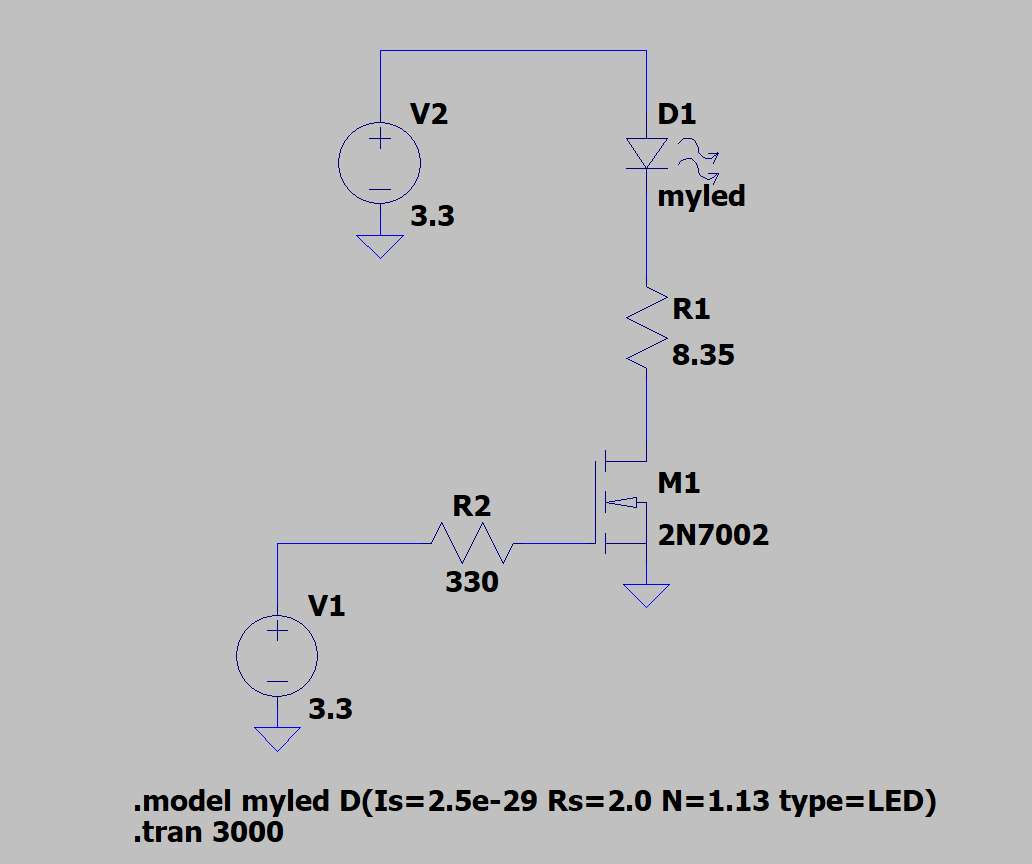 V2
3.3
D1
myled
R1
8.35
M1
2N7002
R2
330
V1
3.3
.model myled D(Is=2.5e-29 Rs=2.0 N=1.13 type=LED)
.tran 3000